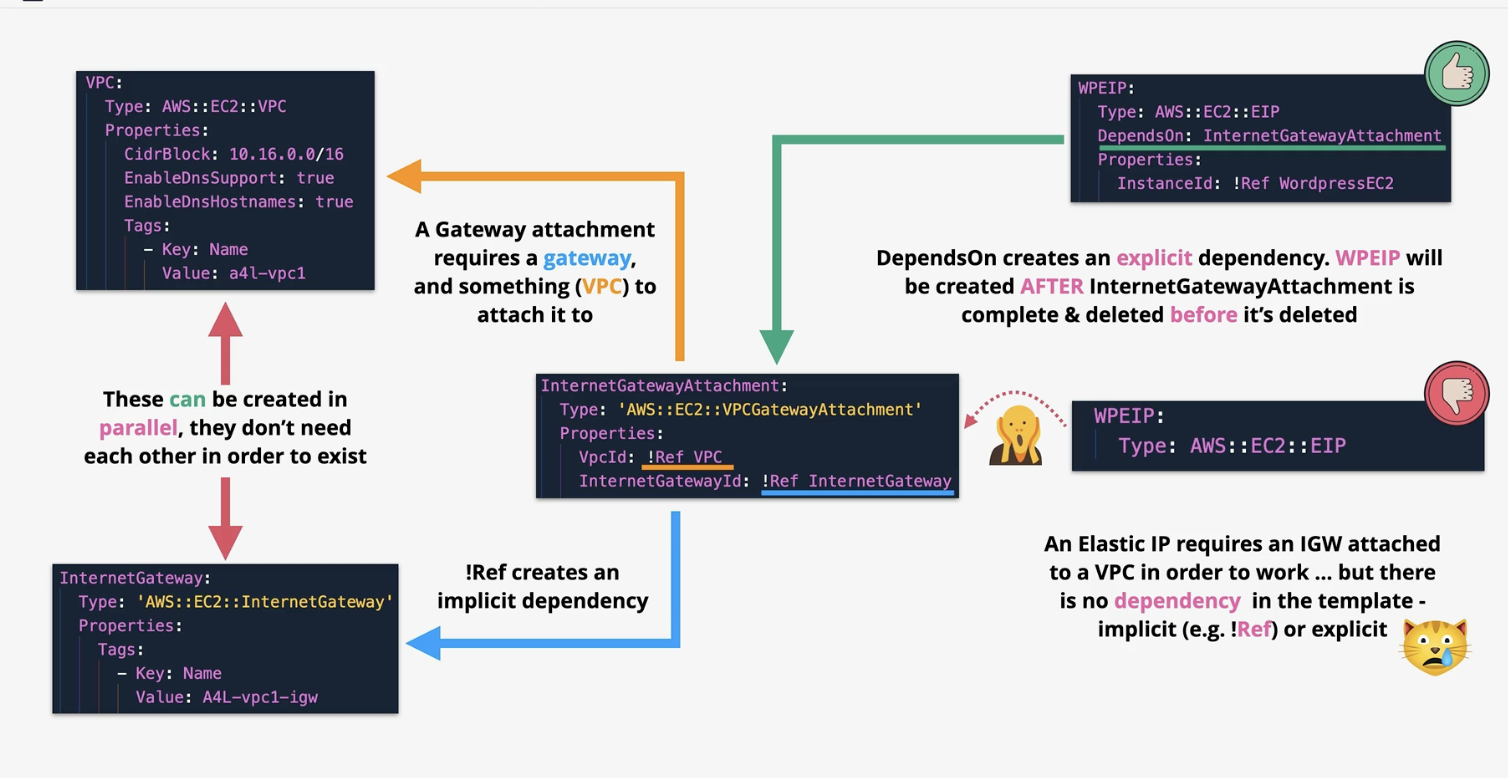 VPC:
Type: AWS::EC2::VPC
Properties:
CidrBlock: 10.16.0.0/16
EnableDnsSupport: true
EnableDnsHostnames: true
Tags:
- Key: Name
Value: a4l-vpc1
These can be created in
parallel, they don't need
each other in order to exist
InternetGateway:
Type: 'AWS::EC2::InternetGateway'
Properties:
Tags:
- Key: Name
Value: A4L-vpc1-igw
A Gateway attachment
requires a gateway,
and something (VPC) to
attach it to
InternetGatewayAttachment:
Type: 'AWS::EC2::VPCGatewayAttachment'
Properties:
VpcId: !Ref VPC
InternetGatewayId: !Ref InternetGateway
!Ref creates an
implicit dependency
WPEIP:
Type: AWS::EC2::EIP
DependsOn: InternetGatewayAttachment
Properties:
InstanceId: !Ref WordpressEC2
DependsOn creates an explicit dependency. WPEIP will
be created AFTER InternetGatewayAttachment is
complete & deleted before it's deleted
WPEIP:
Type: AWS::EC2::EIP
An Elastic IP requires an IGW attached
to a VPC in order to work ... but there
is no dependency in the template -
implicit (e.g. !Ref) or explicit